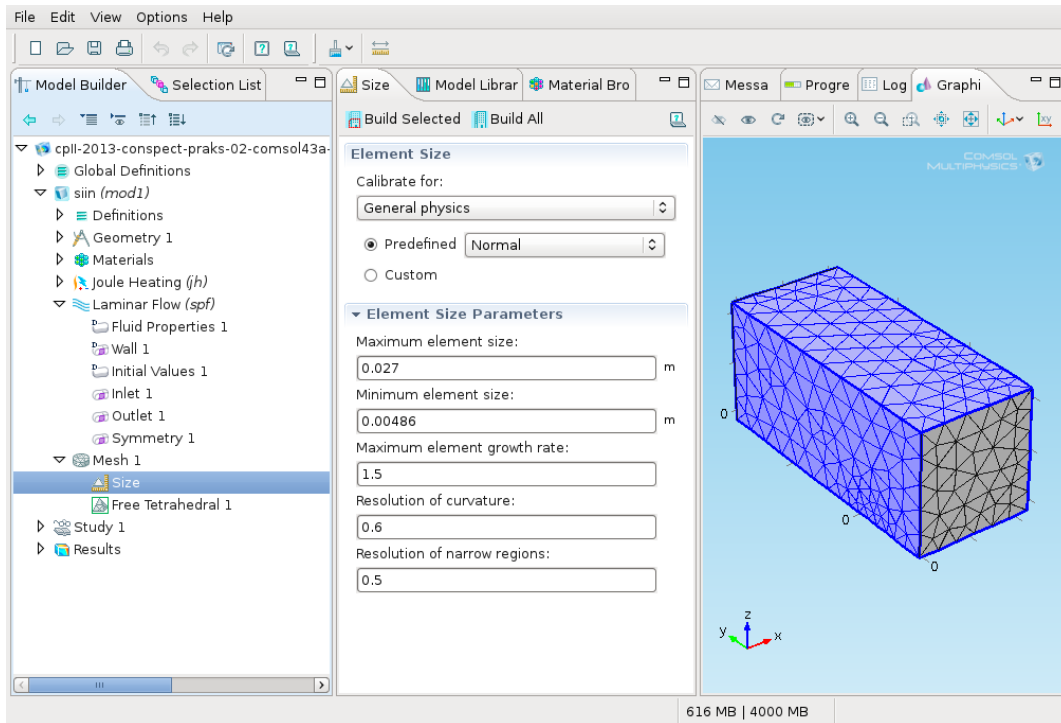 File Edit View Options Help
Model Builder Selection List
cpII-2013-conspect-praks-02-comsol43a-
Global Definitions
siin (mod1)
Definitions
Geometry 1
Materials
Joule Heating (jh)
Laminar Flow (spf)
Fluid Properties 1
Wall 1
Initial Values 1
Inlet 1
Outlet 1
Symmetry 1
Mesh 1
Size
Free Tetrahedral 1
Study 1
Results
Size Model Librar Material Bro
Build Selected Build All
Element Size
Calibrate for:
General physics
Predefined Normal
Custom
Element Size Parameters
Maximum element size:
0.027 m
Minimum element size:
0.00486 m
Maximum element growth rate:
1.5
Resolution of curvature:
0.6
Resolution of narrow regions:
0.5
Messa Progre Log Graphi
COMSOL
MULTIPHYSICS
0
0
0
z
y x
616 MB | 4000 MB